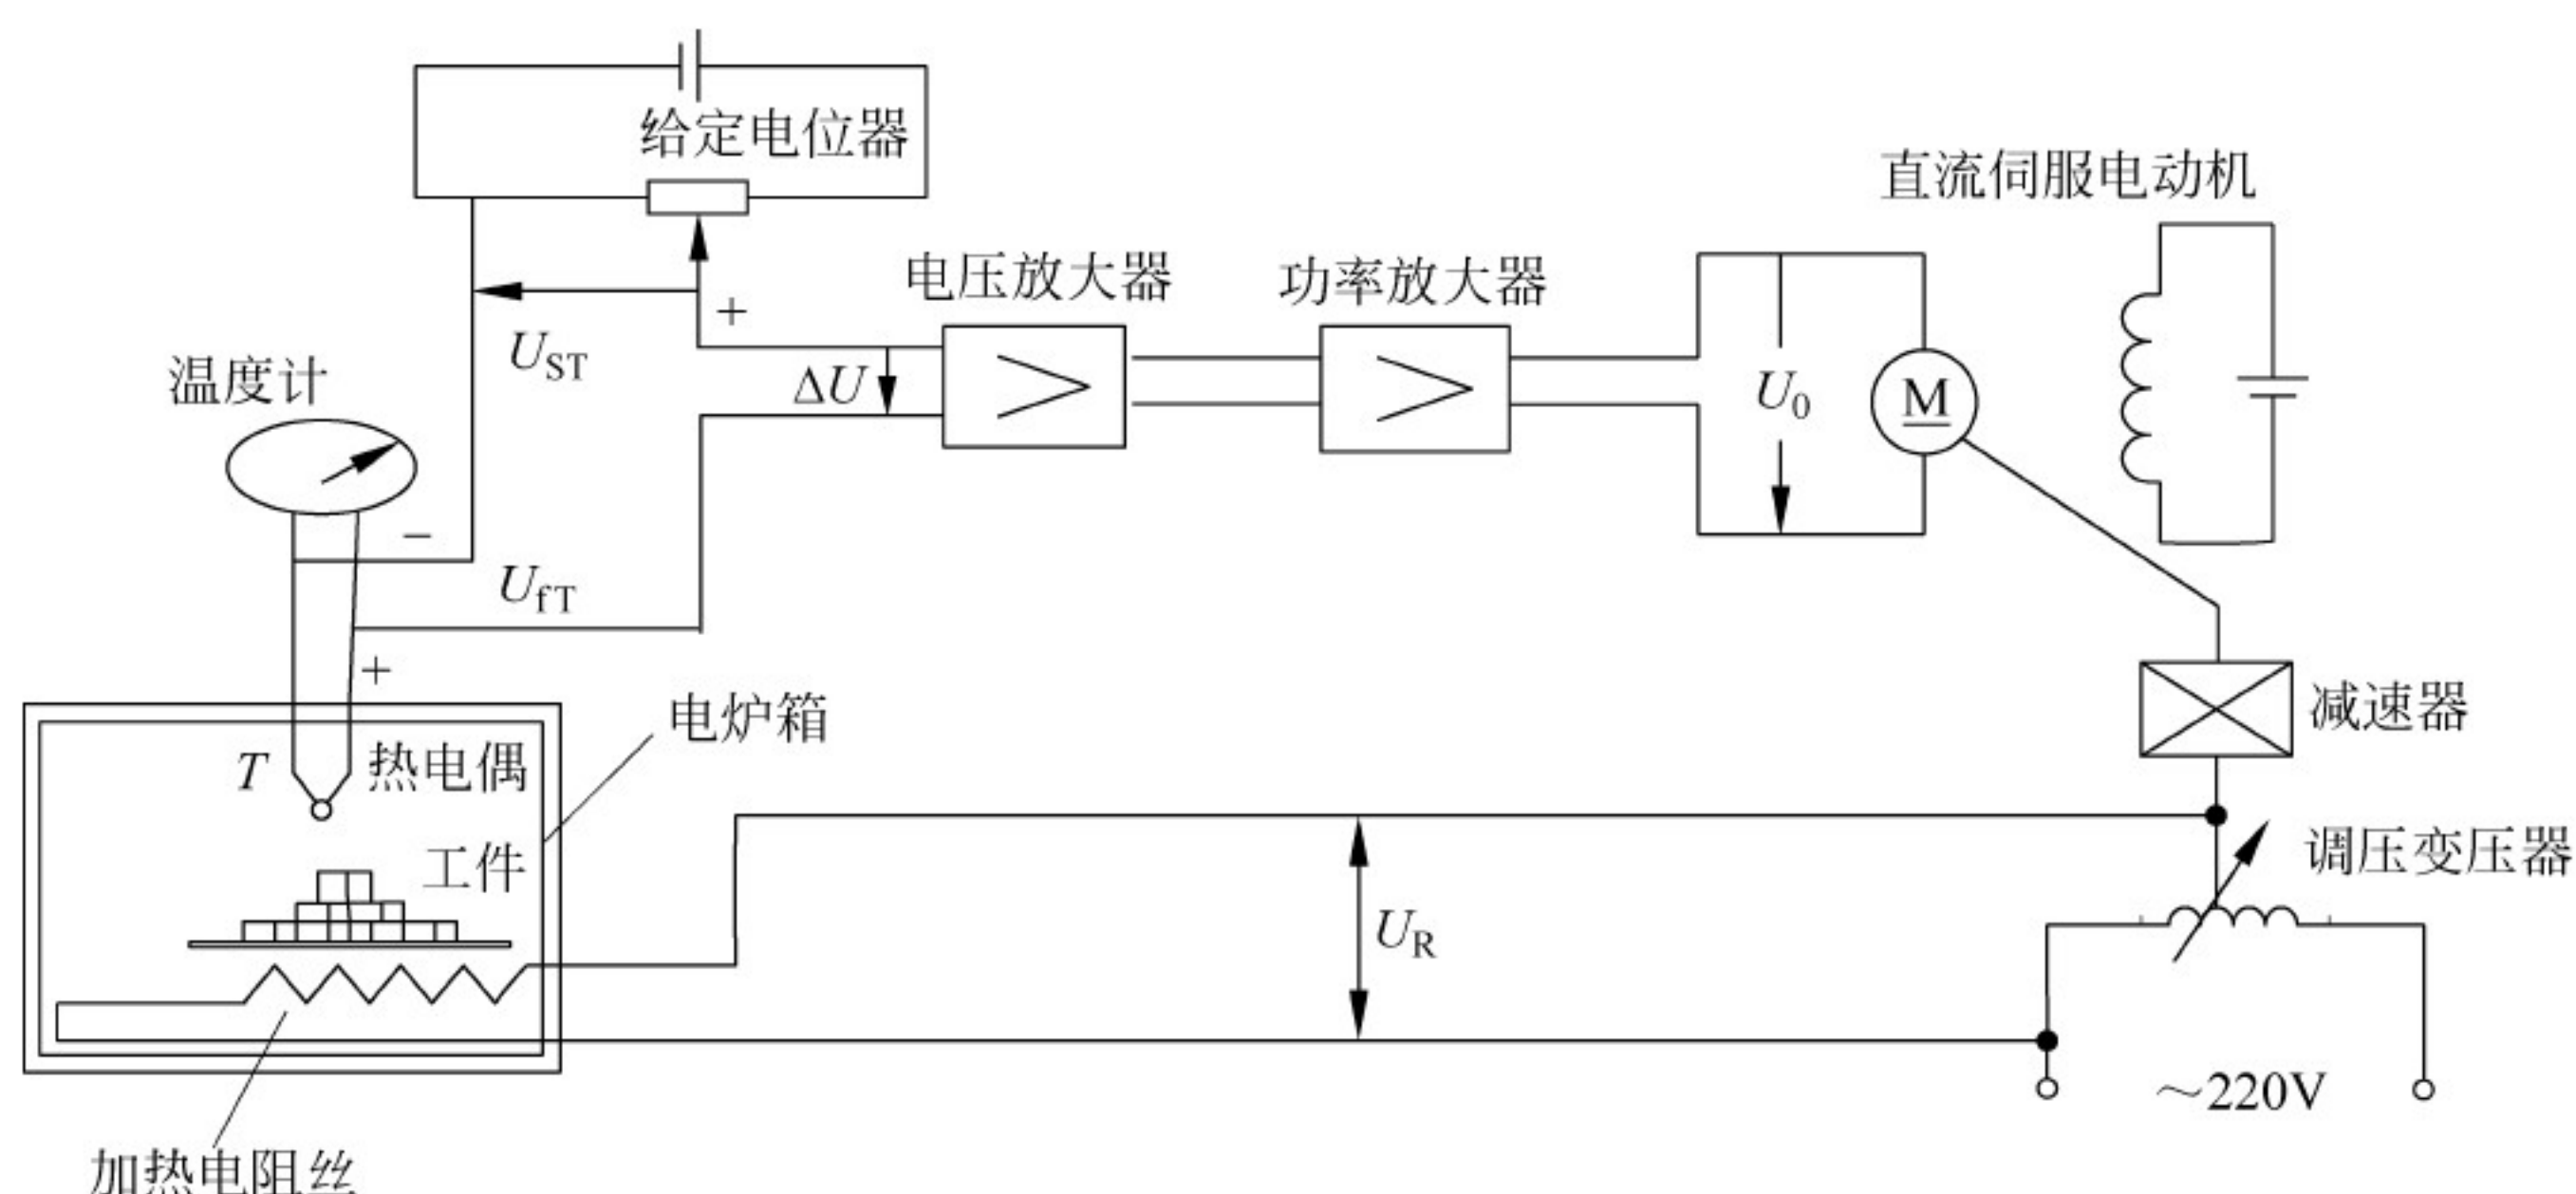 给定电位器
直流伺服电动机
电压放大器
功率放大器
+
U_ST
温度计
ΔU
U_0
M
−
U_fT
+
电炉箱
减速器
T
热电偶
调压变压器
工件
U_R
~220V
加热电阻丝